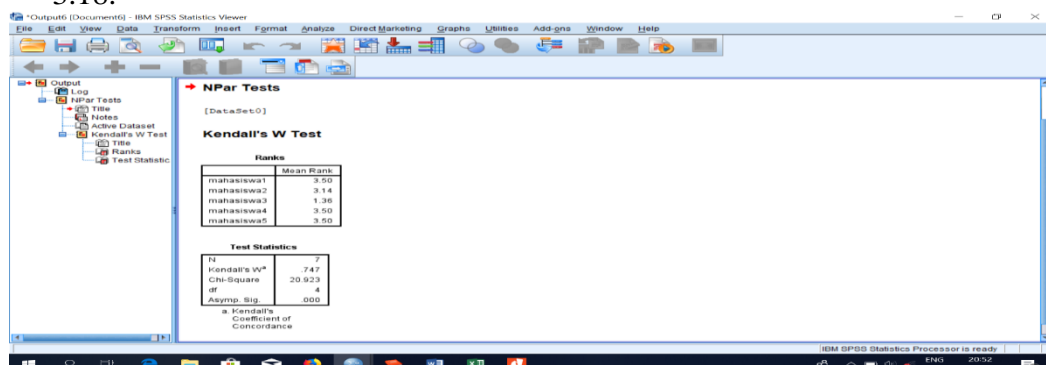 *Output6 [Document6] - IBM SPSS Statistics Viewer
File Edit View Data Transform Insert Format Analyze Direct Marketing Graphs Utilities Add-ons Window Help
Output
Log
NPar Tests
Title
Notes
Active Dataset
Kendall's W Test
Title
Ranks
Test Statistic
NPar Tests
[DataSet0]
Kendall's W Test
Ranks
Mean Rank
mahasiswa1 3.50
mahasiswa2 3.14
mahasiswa3 1.36
mahasiswa4 3.50
mahasiswa5 3.50
Test Statistics
N 7
Kendall's Wa .747
Chi-Square 20.923
df 4
Asymp. Sig. .000
a. Kendall's
Coefficient of
Concordance
IBM SPSS Statistics Processor is ready
ENG 20:52